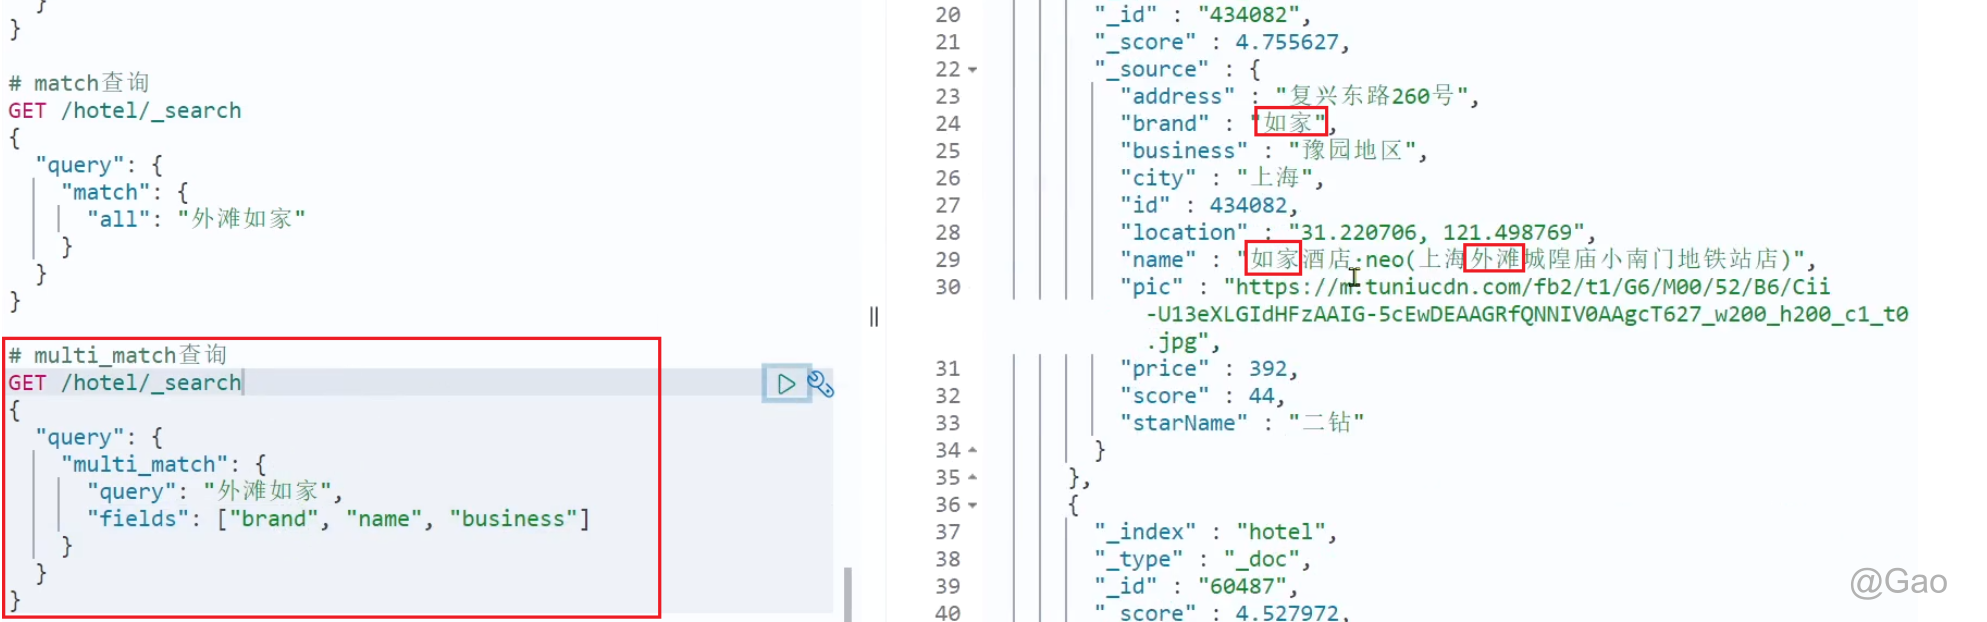 }
}
# match查询
GET /hotel/_search
{
"query": {
"match": {
"all": "外滩如家"
}
}
}
# multi_match查询
GET /hotel/_search
{
"query": {
"multi_match": {
"query": "外滩如家",
"fields": ["brand", "name", "business"]
}
}
}
20 "_id" : "434082",
21 "_score" : 4.755627,
22 "_source" : {
23 "address" : "复兴东路260号",
24 "brand" : "如家",
25 "business" : "豫园地区",
26 "city" : "上海",
27 "id" : 434082,
28 "location" : "31.220706, 121.498769",
29 "name" : "如家酒店·neo(上海外滩城隍庙小南门地铁站店)",
30 "pic" : "https://m.tuniucdn.com/fb2/t1/G6/M00/52/B6/Cii
-U13eXLGIdHFzAAIG-5cEwDEAAGRfQNNIV0AAgcT627_w200_h200_c1_t0
.jpg",
31 "price" : 392,
32 "score" : 44,
33 "starName" : "二钻"
34 }
35 },
36 {
37 "_index" : "hotel",
38 "_type" : "_doc",
39 "_id" : "60487",
40 "_score" : 4.527972,
@Gao